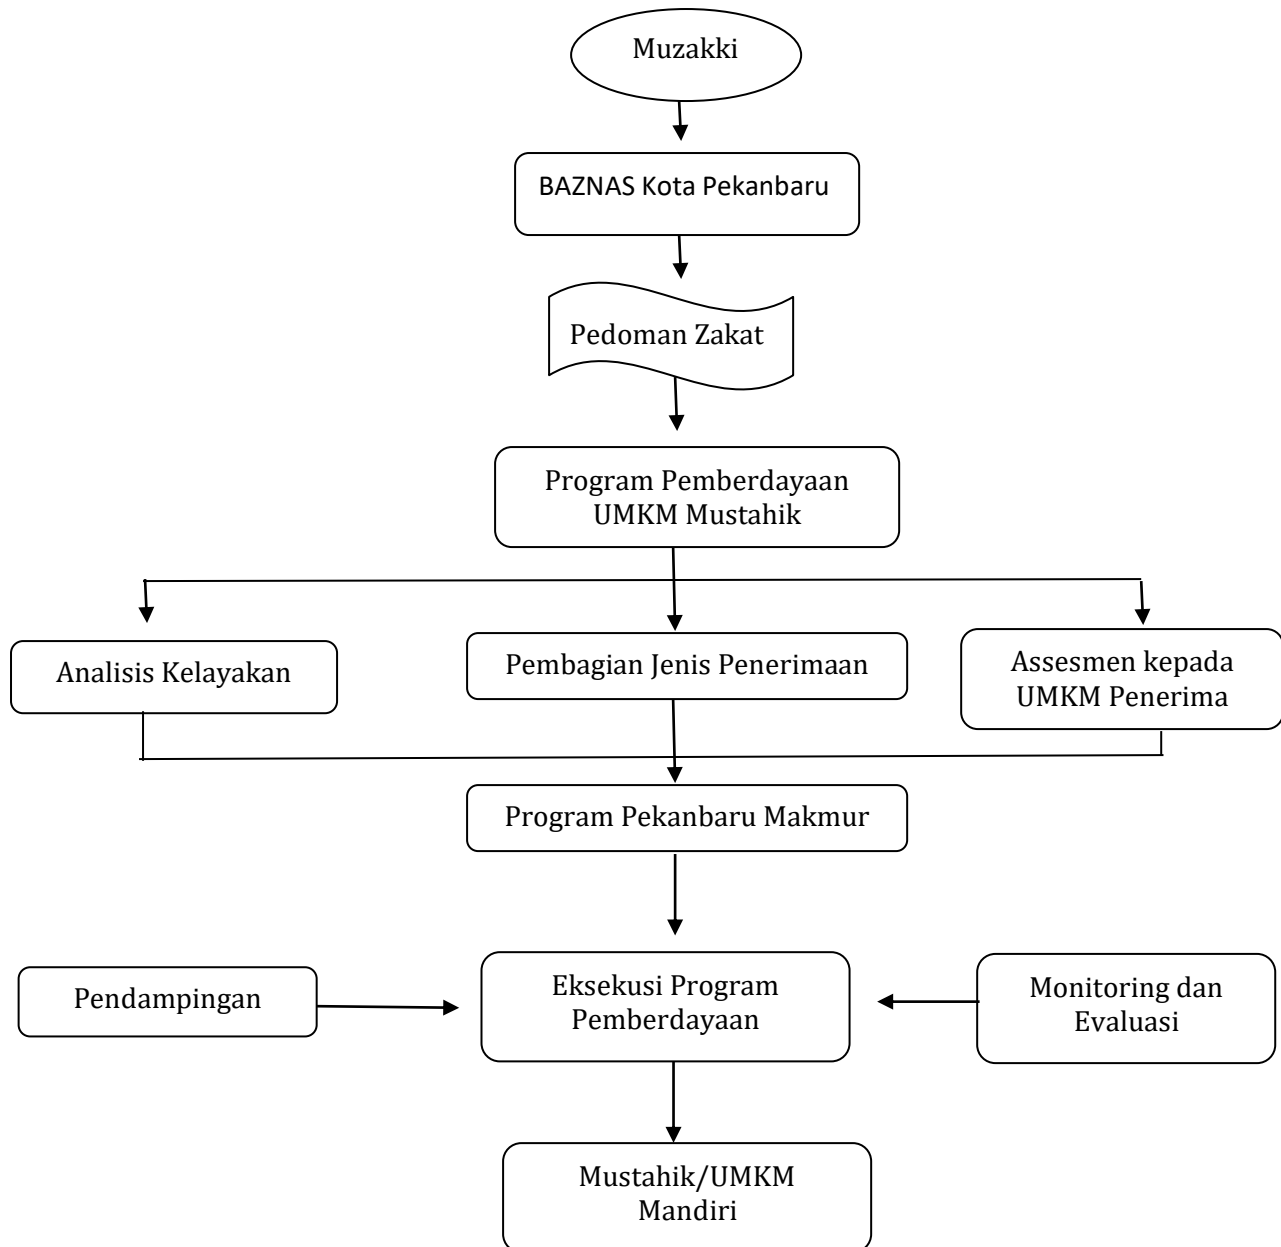 Muzakki
BAZNAS Kota Pekanbaru
Pedoman Zakat
Program Pemberdayaan
UMKM Mustahik
Analisis Kelayakan
Pembagian Jenis Penerimaan
Assesmen kepada
UMKM Penerima
Program Pekanbaru Makmur
Pendampingan
Eksekusi Program
Pemberdayaan
Monitoring dan
Evaluasi
Mustahik/UMKM
Mandiri